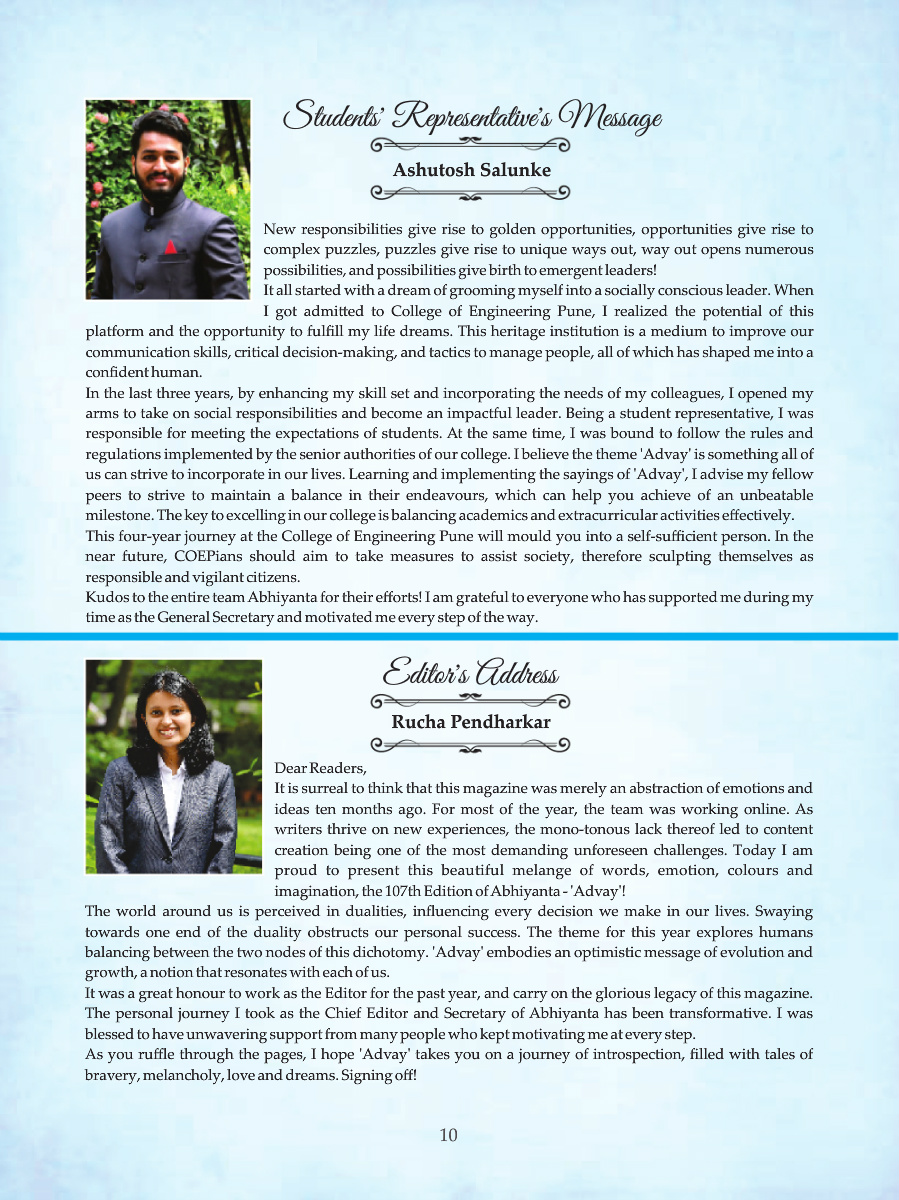 Students' Representative's Message
Ashutosh Salunke
New responsibilities give rise to golden opportunities, opportunities give rise to
complex puzzles, puzzles give rise to unique ways out, way out opens numerous
possibilities, and possibilities give birth to emergent leaders!
It all started with a dream of grooming myself into a socially conscious leader. When
I got admitted to College of Engineering Pune, I realized the potential of this
platform and the opportunity to fulfill my life dreams. This heritage institution is a medium to improve our
communication skills, critical decision-making, and tactics to manage people, all of which has shaped me into a
confident human.
In the last three years, by enhancing my skill set and incorporating the needs of my colleagues, I opened my
arms to take on social responsibilities and become an impactful leader. Being a student representative, I was
responsible for meeting the expectations of students. At the same time, I was bound to follow the rules and
regulations implemented by the senior authorities of our college. I believe the theme 'Advay' is something all of
us can strive to incorporate in our lives. Learning and implementing the sayings of 'Advay', I advise my fellow
peers to strive to maintain a balance in their endeavours, which can help you achieve of an unbeatable
milestone. The key to excelling in our college is balancing academics and extracurricular activities effectively.
This four-year journey at the College of Engineering Pune will mould you into a self-sufficient person. In the
near future, COEPians should aim to take measures to assist society, therefore sculpting themselves as
responsible and vigilant citizens.
Kudos to the entire team Abhiyanta for their efforts! I am grateful to everyone who has supported me during my
time as the General Secretary and motivated me every step of the way.
Editor's Address
Rucha Pendharkar
Dear Readers,
It is surreal to think that this magazine was merely an abstraction of emotions and
ideas ten months ago. For most of the year, the team was working online. As
writers thrive on new experiences, the mono-tonous lack thereof led to content
creation being one of the most demanding unforeseen challenges. Today I am
proud to present this beautiful melange of words, emotion, colours and
imagination, the 107th Edition of Abhiyanta - 'Advay'!
The world around us is perceived in dualities, influencing every decision we make in our lives. Swaying
towards one end of the duality obstructs our personal success. The theme for this year explores humans
balancing between the two nodes of this dichotomy. 'Advay' embodies an optimistic message of evolution and
growth, a notion that resonates with each of us.
It was a great honour to work as the Editor for the past year, and carry on the glorious legacy of this magazine.
The personal journey I took as the Chief Editor and Secretary of Abhiyanta has been transformative. I was
blessed to have unwavering support from many people who kept motivating me at every step.
As you ruffle through the pages, I hope 'Advay' takes you on a journey of introspection, filled with tales of
bravery, melancholy, love and dreams. Signing off!
10